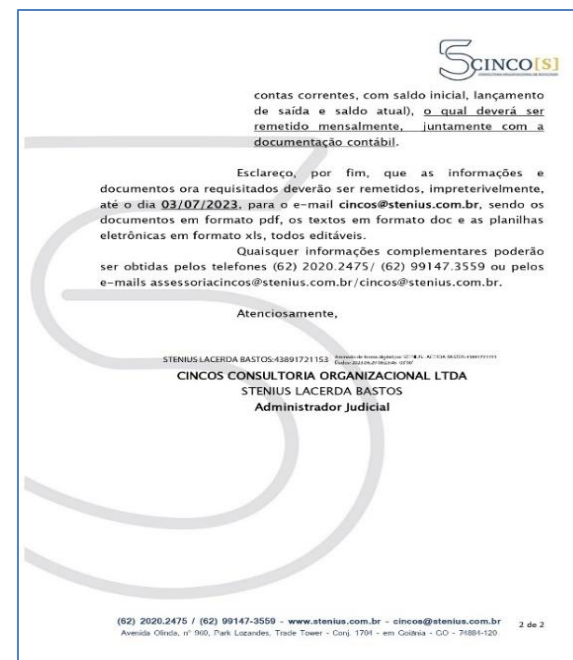 CINCO[S]
contas correntes, com saldo inicial, lançamento
de saída e saldo atual), o qual deverá ser
remetido mensalmente, juntamente com a
documentação contábil.
Esclareço, por fim, que as informações e
documentos ora requisitados deverão ser remetidos, impreterivelmente,
até o dia 03/07/2023, para o e-mail cincos@stenius.com.br, sendo os
documentos em formato pdf, os textos em formato doc e as planilhas
eletrônicas em formato xls, todos editáveis.
Quaisquer informações complementares poderão
ser obtidas pelos telefones (62) 2020.2475/ (62) 99147.3559 ou pelos
e-mails assessoriacincos@stenius.com.br/cincos@stenius.com.br.
Atenciosamente,
STENIUS LACERDA BASTOS:43891721153
CINCOS CONSULTORIA ORGANIZACIONAL LTDA
STENIUS LACERDA BASTOS
Administrador Judicial
(62) 2020.2475 / (62) 99147-3559 - www.stenius.com.br - cincos@stenius.com.br 2 de 2
Avenida Olinda, nº 960, Park Lozandes, Trade Tower - Conj. 1704 - em Goiânia - GO - 74884-120